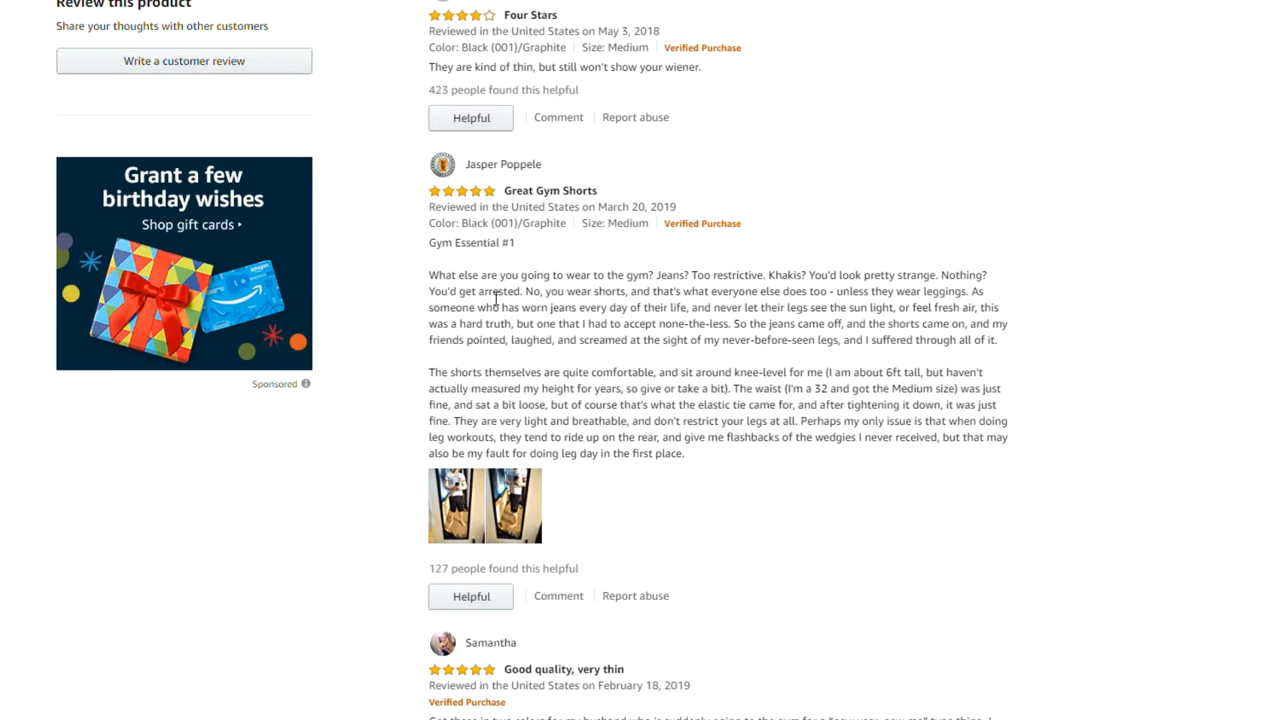 Review this product
Share your thoughts with other customers
Write a customer review
Grant a few
birthday wishes
Shop gift cards ▸
amazon
Sponsored
Four Stars
Reviewed in the United States on May 3, 2018
Color: Black (001)/Graphite | Size: Medium | Verified Purchase
They are kind of thin, but still won't show your wiener.
423 people found this helpful
Helpful | Comment | Report abuse
Jasper Poppele
Great Gym Shorts
Reviewed in the United States on March 20, 2019
Color: Black (001)/Graphite | Size: Medium | Verified Purchase
Gym Essential #1
What else are you going to wear to the gym? Jeans? Too restrictive. Khakis? You'd look pretty strange. Nothing?
You'd get arrested. No, you wear shorts, and that's what everyone else does too - unless they wear leggings. As
someone who has worn jeans every day of their life, and never let their legs see the sun light, or feel fresh air, this
was a hard truth, but one that I had to accept none-the-less. So the jeans came off, and the shorts came on, and my
friends pointed, laughed, and screamed at the sight of my never-before-seen legs, and I suffered through all of it.
The shorts themselves are quite comfortable, and sit around knee-level for me (I am about 6ft tall, but haven't
actually measured my height for years, so give or take a bit). The waist (I'm a 32 and got the Medium size) was just
fine, and sat a bit loose, but of course that's what the elastic tie came for, and after tightening it down, it was just
fine. They are very light and breathable, and don't restrict your legs at all. Perhaps my only issue is that when doing
leg workouts, they tend to ride up on the rear, and give me flashbacks of the wedgies I never received, but that may
also be my fault for doing leg day in the first place.
127 people found this helpful
Helpful | Comment | Report abuse
Samantha
Good quality, very thin
Reviewed in the United States on February 18, 2019
Verified Purchase